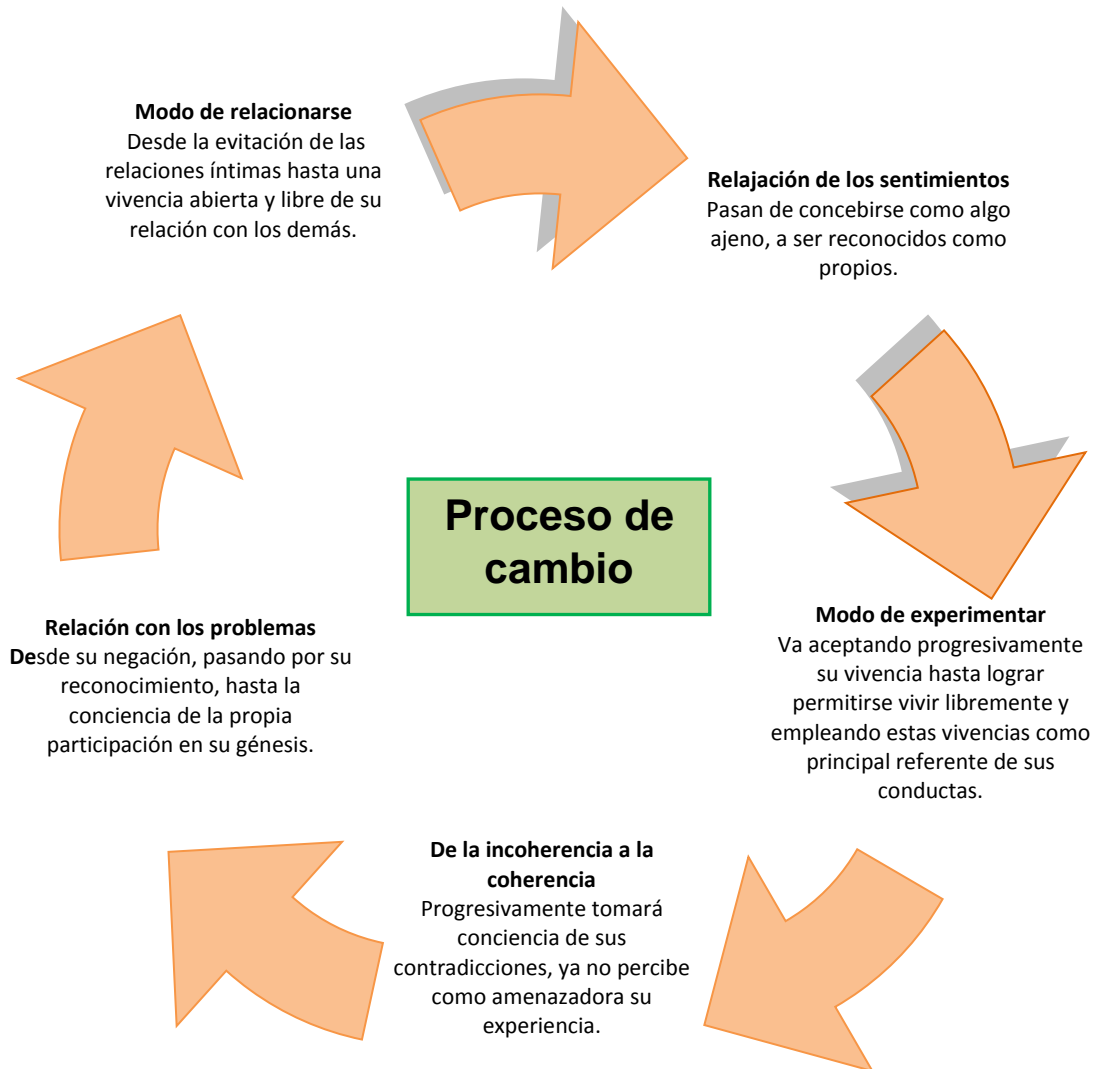 Modo de relacionarse
Desde la evitación de las
relaciones íntimas hasta una
vivencia abierta y libre de su
relación con los demás.
Relajación de los sentimientos
Pasan de concebirse como algo
ajeno, a ser reconocidos como
propios.
Proceso de
cambio
Modo de experimentar
Va aceptando progresivamente
su vivencia hasta lograr
permitirse vivir libremente y
empleando estas vivencias como
principal referente de sus
conductas.
Relación con los problemas
Desde su negación, pasando por su
reconocimiento, hasta la
conciencia de la propia
participación en su génesis.
De la incoherencia a la
coherencia
Progresivamente tomará
conciencia de sus
contradicciones, ya no percibe
como amenazadora su
experiencia.